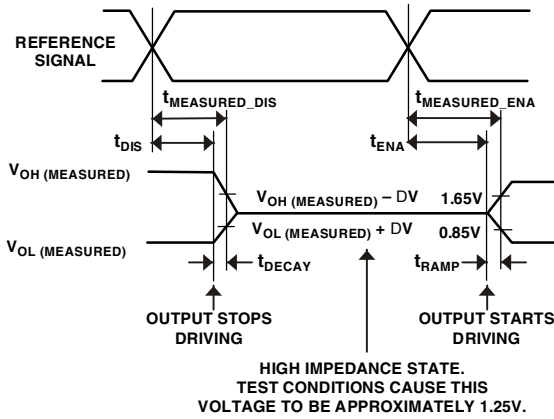 REFERENCE
SIGNAL
tMEASURED_DIS
tMEASURED_ENA
tDIS
tENA
VOH (MEASURED)
VOH (MEASURED) – DV
1.65V
VOL (MEASURED) + DV
0.85V
VOL (MEASURED)
tDECAY
tRAMP
OUTPUT STOPS
DRIVING
OUTPUT STARTS
DRIVING
HIGH IMPEDANCE STATE.
TEST CONDITIONS CAUSE THIS
VOLTAGE TO BE APPROXIMATELY 1.25V.